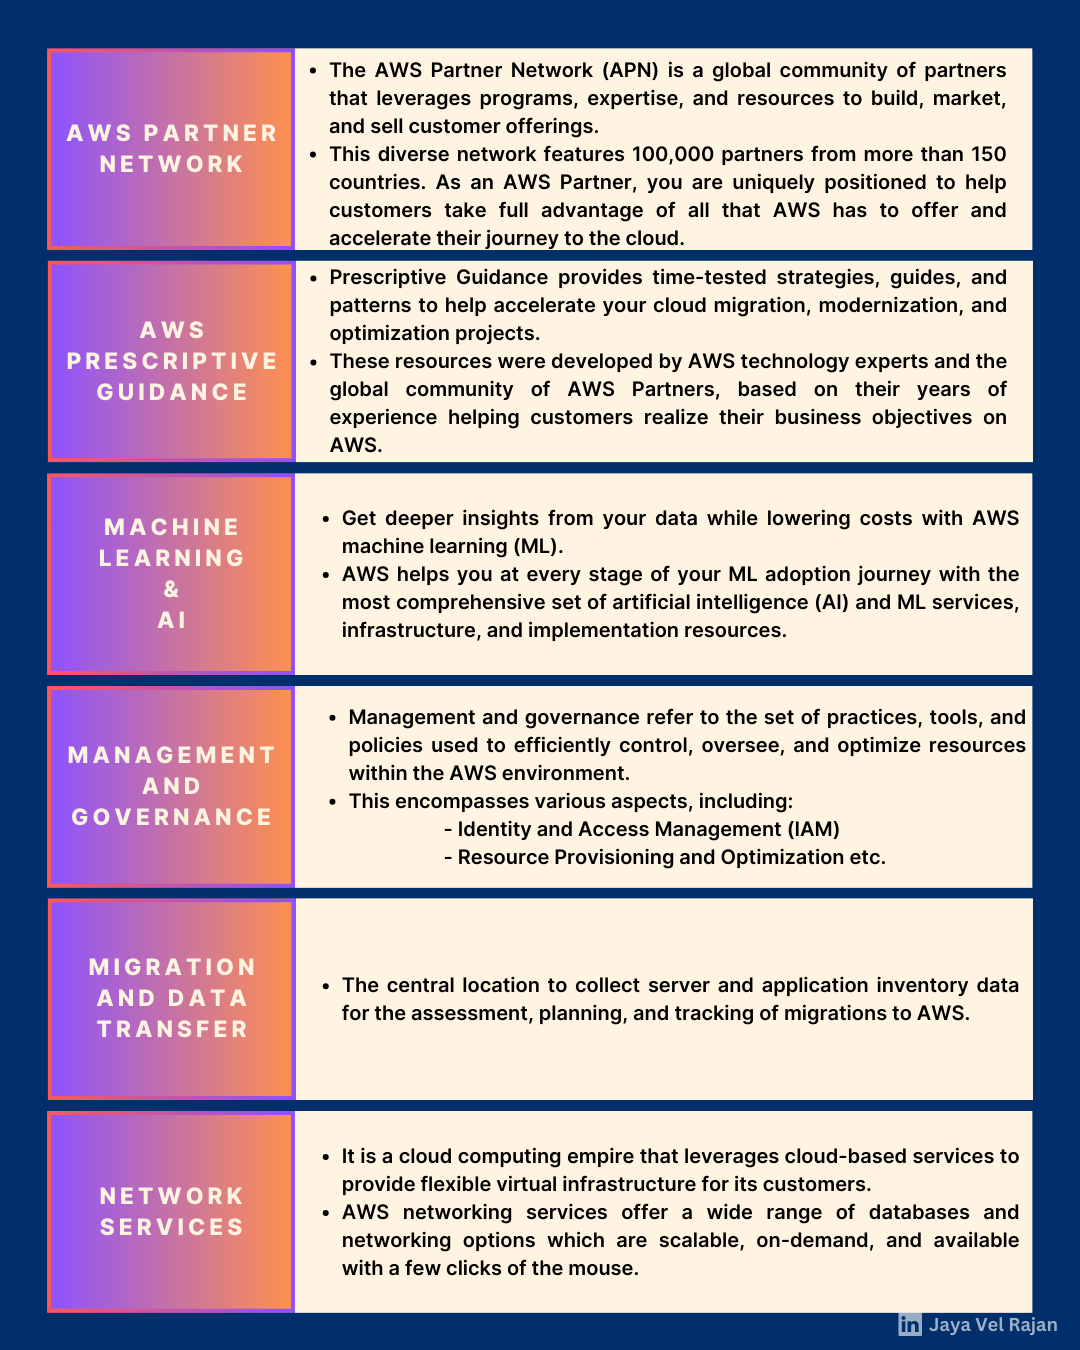 AWS PARTNER
NETWORK
• The AWS Partner Network (APN) is a global community of partners
that leverages programs, expertise, and resources to build, market,
and sell customer offerings.
• This diverse network features 100,000 partners from more than 150
countries. As an AWS Partner, you are uniquely positioned to help
customers take full advantage of all that AWS has to offer and
accelerate their journey to the cloud.
AWS
PRESCRIPTIVE
GUIDANCE
• Prescriptive Guidance provides time-tested strategies, guides, and
patterns to help accelerate your cloud migration, modernization, and
optimization projects.
• These resources were developed by AWS technology experts and the
global community of AWS Partners, based on their years of
experience helping customers realize their business objectives on
AWS.
MACHINE
LEARNING
&
AI
• Get deeper insights from your data while lowering costs with AWS
machine learning (ML).
• AWS helps you at every stage of your ML adoption journey with the
most comprehensive set of artificial intelligence (AI) and ML services,
infrastructure, and implementation resources.
MANAGEMENT
AND
GOVERNANCE
• Management and governance refer to the set of practices, tools, and
policies used to efficiently control, oversee, and optimize resources
within the AWS environment.
• This encompasses various aspects, including:
- Identity and Access Management (IAM)
- Resource Provisioning and Optimization etc.
MIGRATION
AND DATA
TRANSFER
• The central location to collect server and application inventory data
for the assessment, planning, and tracking of migrations to AWS.
NETWORK
SERVICES
• It is a cloud computing empire that leverages cloud-based services to
provide flexible virtual infrastructure for its customers.
• AWS networking services offer a wide range of databases and
networking options which are scalable, on-demand, and available
with a few clicks of the mouse.
in Jaya Vel Rajan